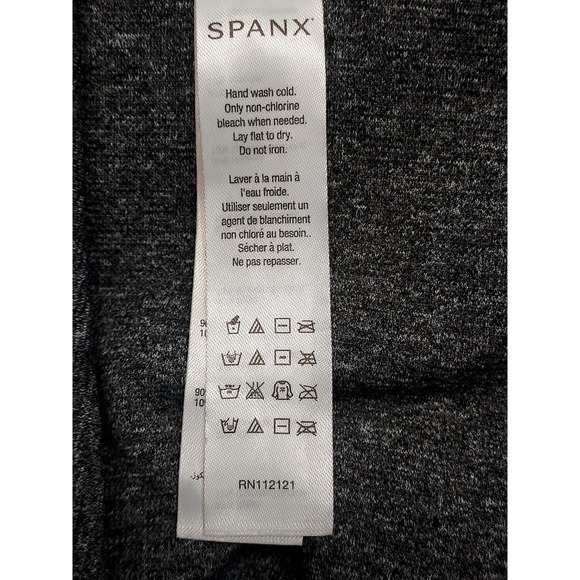 SPANX®
Hand wash cold.
Only non-chlorine
bleach when needed.
Lay flat to dry.
Do not iron.
Laver à la main à
l'eau froide.
Utiliser seulement un
agent de blanchiment
non chloré au besoin..
Sécher à plat.
Ne pas repasser.
90
10
RN112121